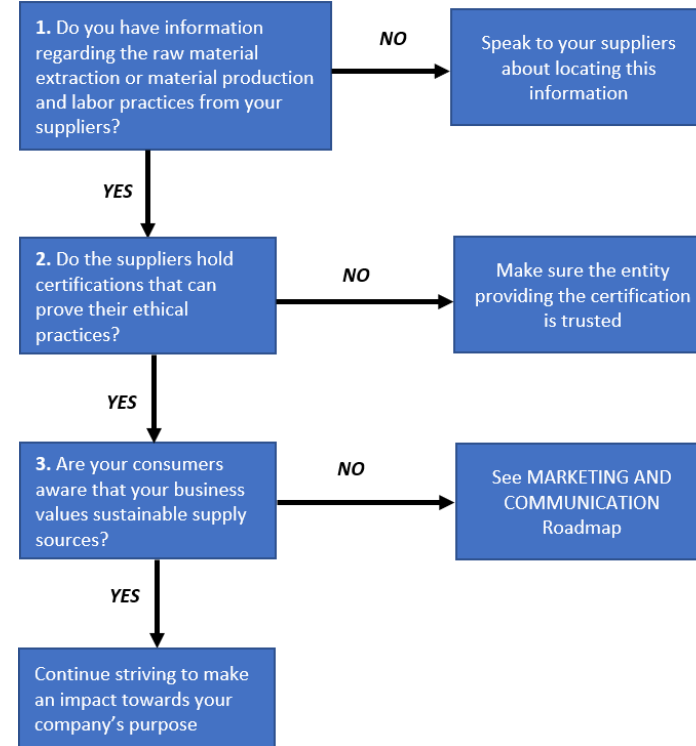 1. Do you have information
regarding the raw material
extraction or material production
and labor practices from your
suppliers?
NO
Speak to your suppliers
about locating this
information
YES
2. Do the suppliers hold
certifications that can
prove their ethical
practices?
NO
Make sure the entity
providing the certification
is trusted
YES
3. Are your consumers
aware that your business
values sustainable supply
sources?
NO
See MARKETING AND
COMMUNICATION
Roadmap
YES
Continue striving to make
an impact towards your
company’s purpose